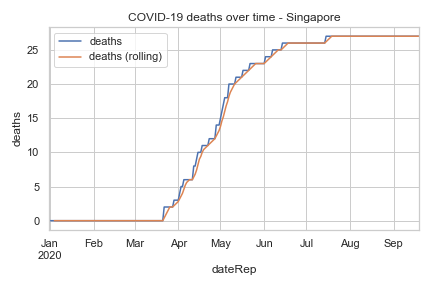 COVID-19 deaths over time - Singapore
deaths
deaths (rolling)
deaths
25
20
15
10
5
0
Jan Feb Mar Apr May Jun Jul Aug Sep
2020
dateRep